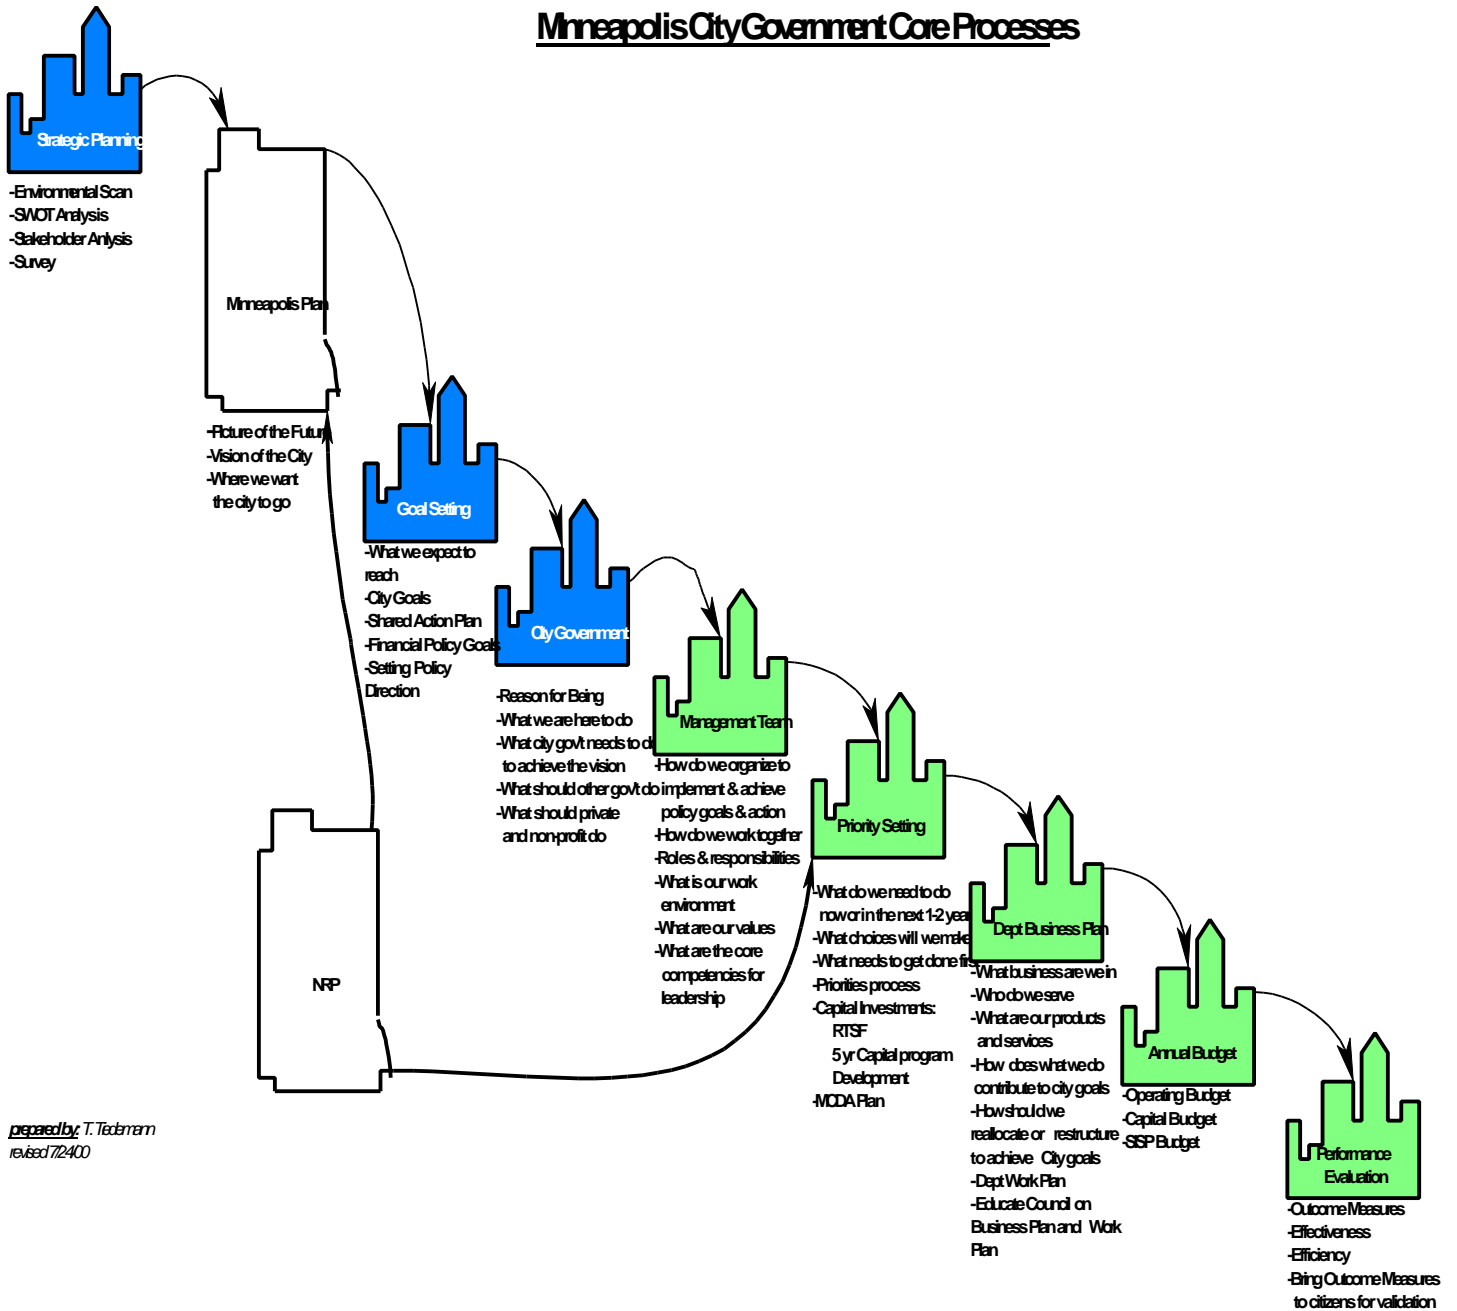 Minneapolis City Government Core Processes
Strategic Planning
-Environmental Scan
-SWOT Analysis
-Stakeholder Anlysis
-Survey
Minneapolis Plan
-Picture of the Future
-Vision of the City
-Where we want
the city to go
Goal Setting
-What we expect to
reach
-City Goals
-Shared Action Plan
-Financial Policy Goals
-Setting Policy
Direction
City Government
-Reason for Being
-What we are here to do
-What city gov't needs to do
to achieve the vision
-What should other gov't do
-What should private
and non-profit do
Management Team
-How do we organize to
implement & achieve
policy goals & action
-How do we work together
-Roles & responsibilities
-What is our work
environment
-What are our values
-What are the core
competencies for
leadership
Priority Setting
-What do we need to do
now or in the next 1-2 year
-What choices will we make
-What needs to get done first
-Priorities process
-Capital Investments:
RTSF
5 yr Capital program
Development
-MCDA Plan
Dept Business Plan
-What business are we in
-Who do we serve
-What are our products
and services
-How does what we do
contribute to city goals
-How should we
reallocate or restructure
to achieve City goals
-Dept Work Plan
-Educate Council on
Business Plan and Work
Plan
Annual Budget
-Operating Budget
-Capital Budget
-SISP Budget
Performance
Evaluation
-Outcome Measures
-Effectiveness
-Efficiency
-Bring Outcome Measures
to citizens for validation
NRP
prepared by: T. Tiedemann
revised 7/24/00